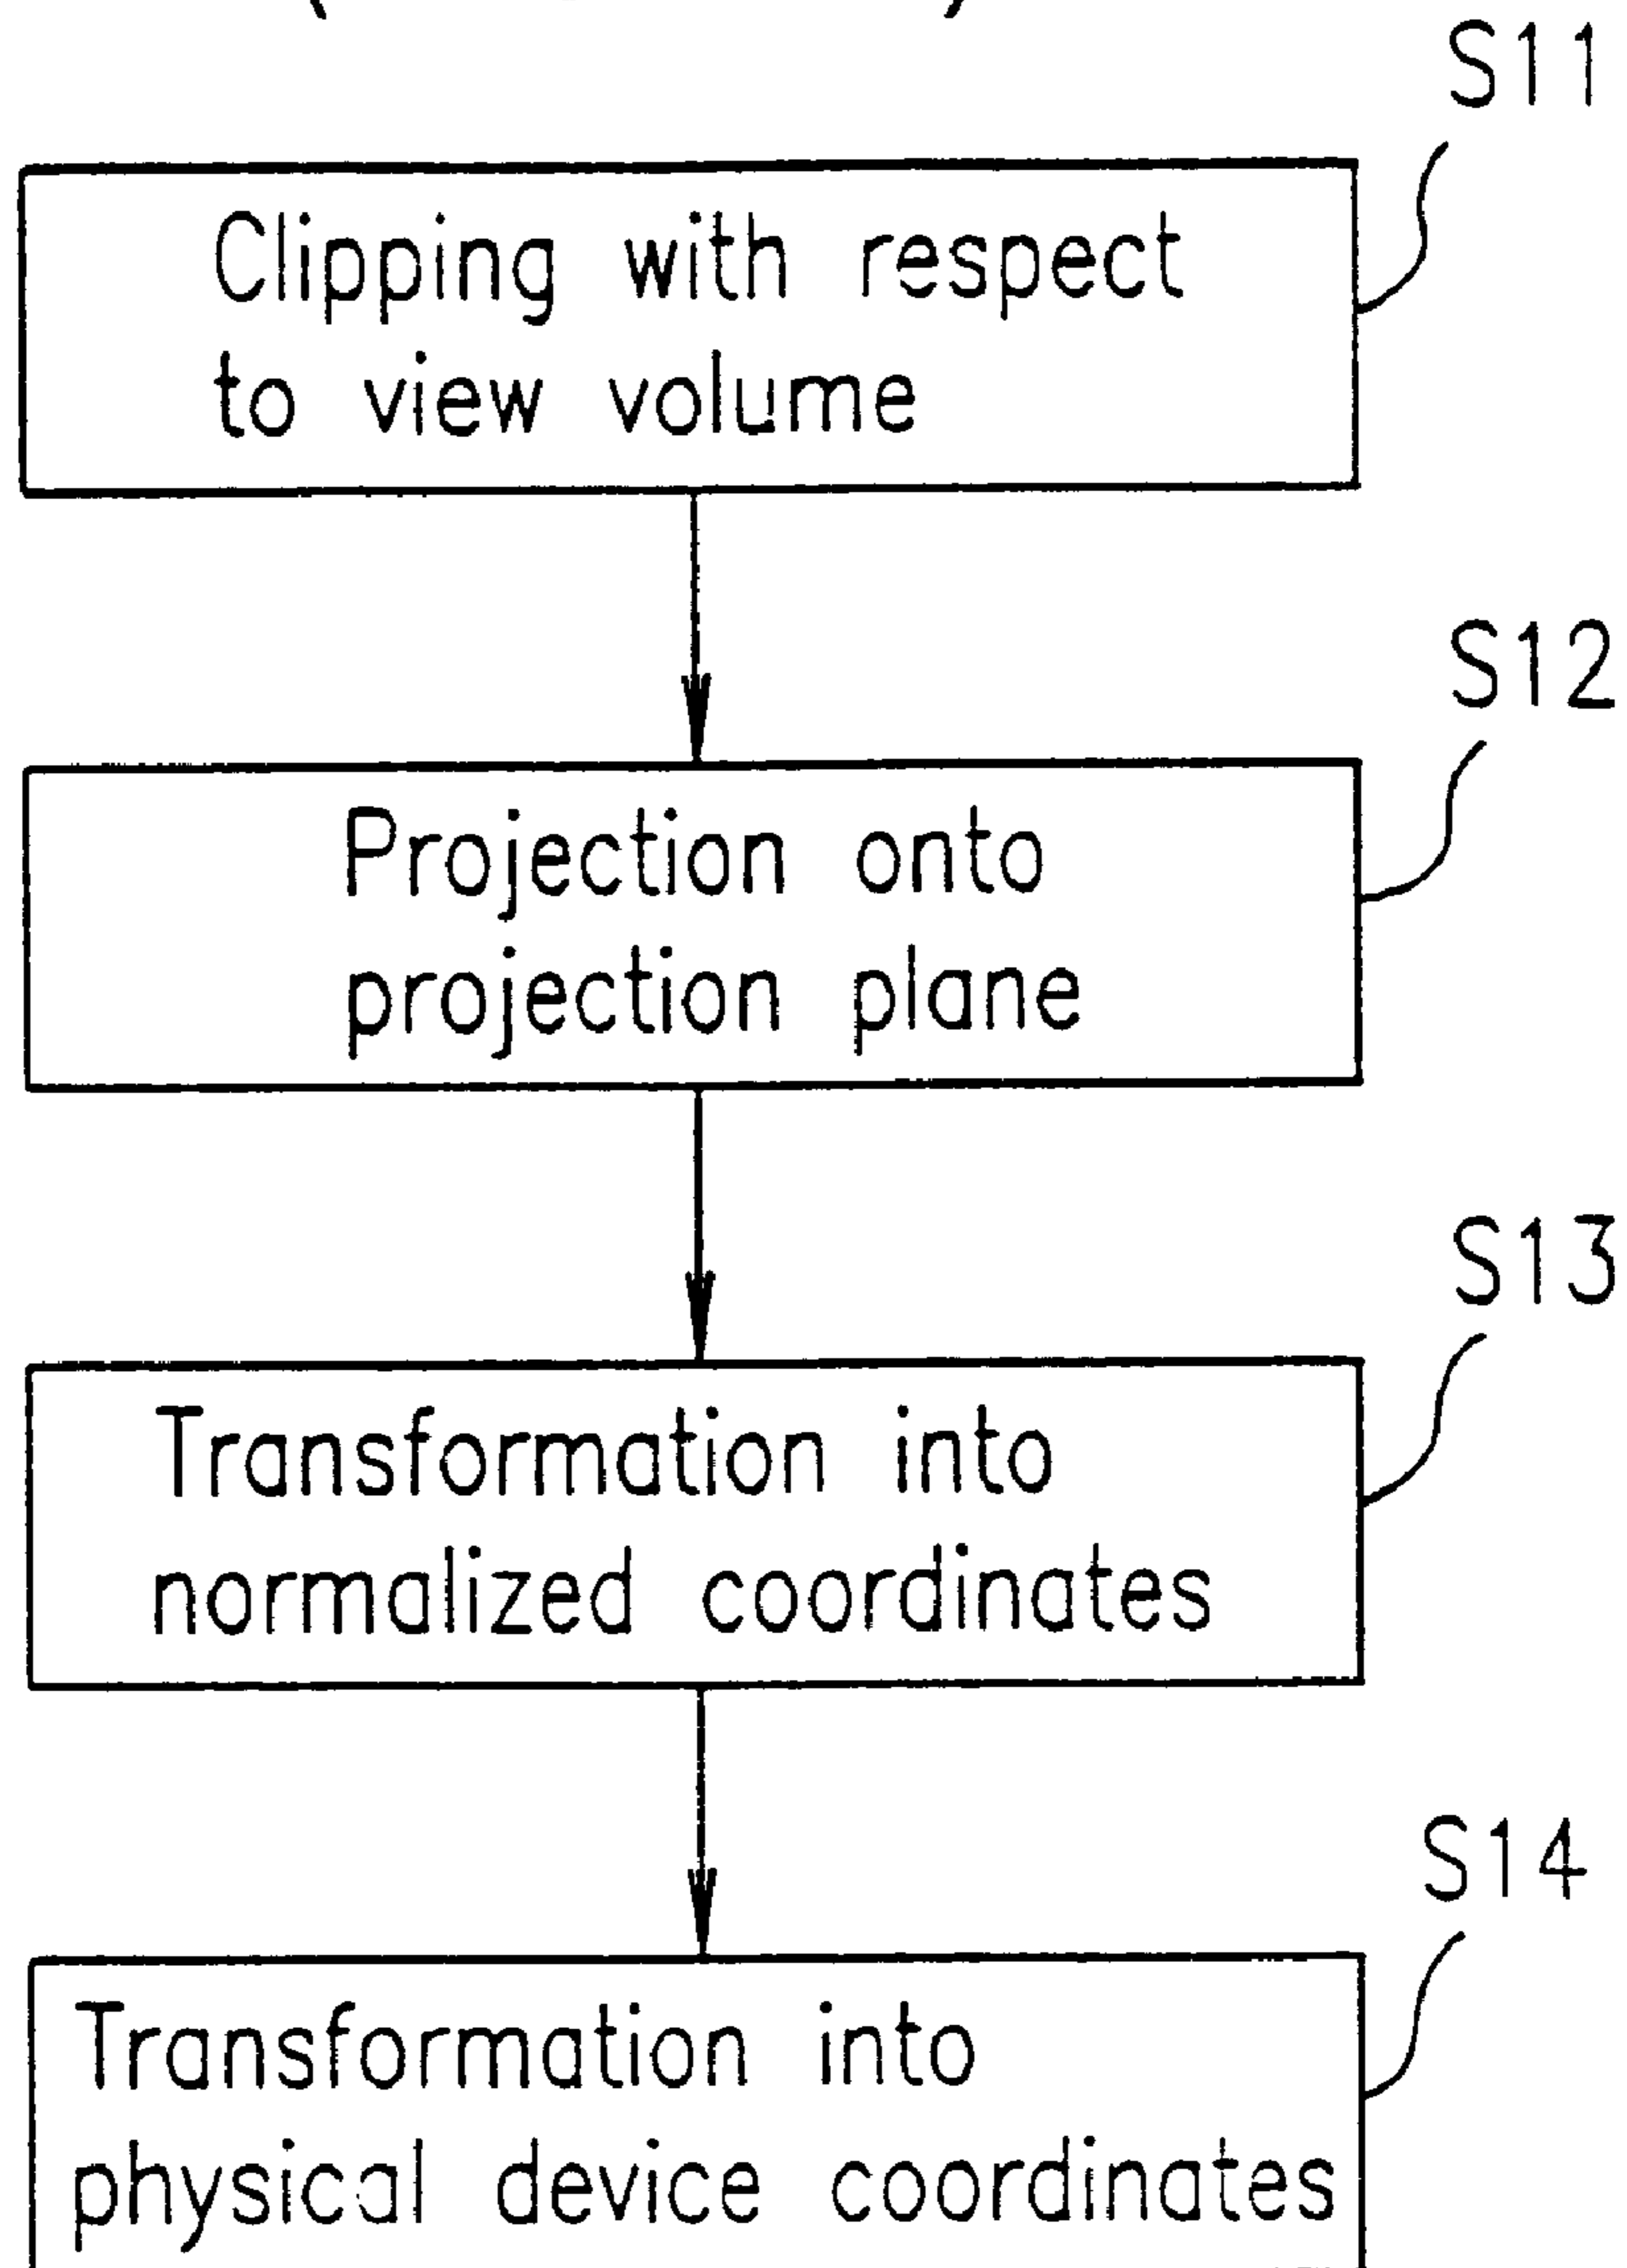 S11
Clipping with respect
to view volume
S12
Projection onto
projection plane
S13
Transformation into
normalized coordinates
S14
Transformation into
physical device coordinates